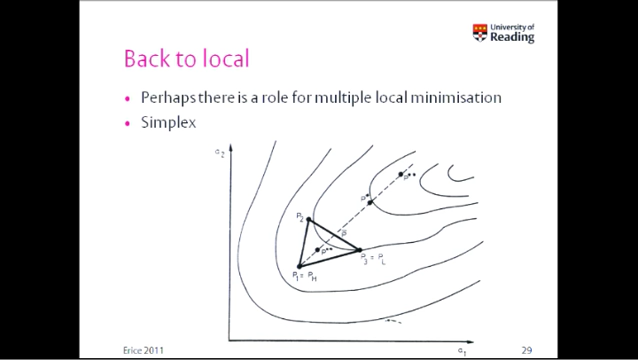 University of
Reading
Back to local
• Perhaps there is a role for multiple local minimisation
• Simplex
P**
P*
P2
P̄
P**
P3 = PL
P1 = PH
Erice 2011
29